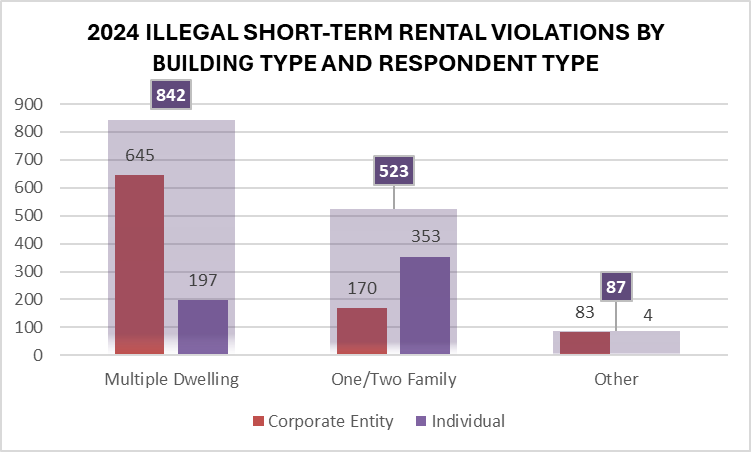 2024 ILLEGAL SHORT-TERM RENTAL VIOLATIONS BY
BUILDING TYPE AND RESPONDENT TYPE
842
900
800
700
600
500
400
300
200
100
0
645
197
523
170
353
87
83
4
Multiple Dwelling
One/Two Family
Other
Corporate Entity
Individual